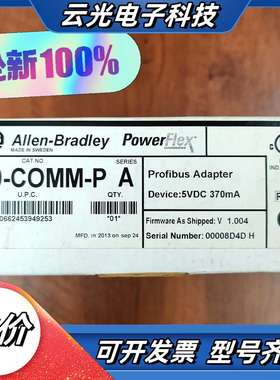 云光电子科技
全新100%
Allen-Bradley PowerFlex
MADE IN SWEDEN
CAT NO. SERIES
-COMM-P A
U.P.C. QTY.
0662453949253 "01"
MFD. in 2013 on sep 24
Profibus Adapter
Device:5VDC 370mA
Firmware As Shipped: V 1.004
Serial Number: 00008D4D H
价
可开发票 型号齐